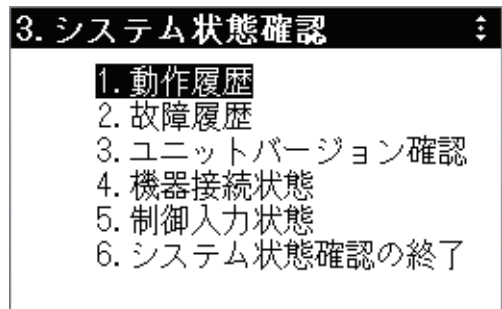 3.システム状態確認
1.動作履歴
2.故障履歴
3.ユニットバージョン確認
4.機器接続状態
5.制御入力状態
6.システム状態確認の終了